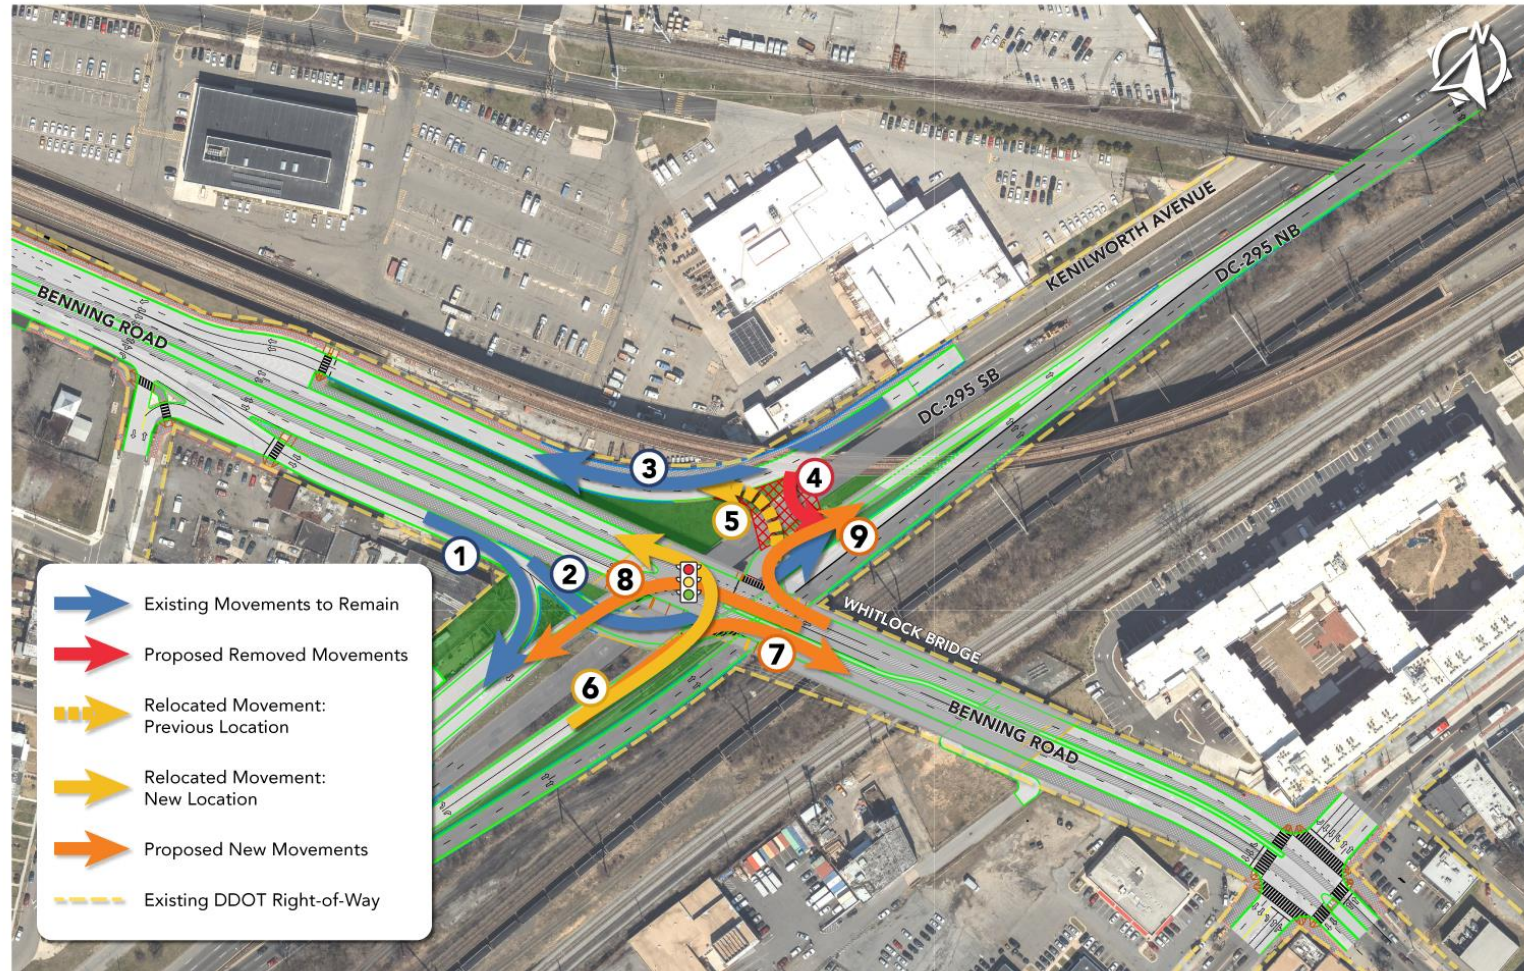 N
KENILWORTH AVENUE
DC-295 NB
BENNING ROAD
DC-295 SB
3
4
5
9
1
2
8
WHITLOCK BRIDGE
7
6
BENNING ROAD
Existing Movements to Remain
Proposed Removed Movements
Relocated Movement:
Previous Location
Relocated Movement:
New Location
Proposed New Movements
Existing DDOT Right-of-Way